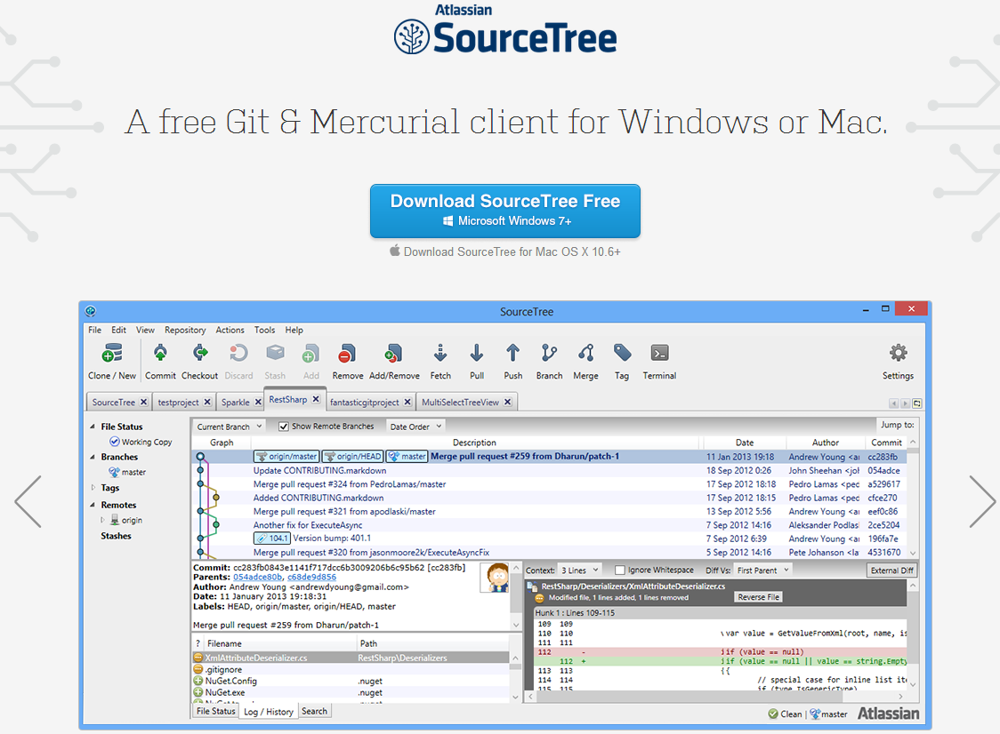 Atlassian
SourceTree
A free Git & Mercurial client for Windows or Mac.
Download SourceTree Free
Microsoft Windows 7+
Download SourceTree for Mac OS X 10.6+
SourceTree
File Edit View Repository Actions Tools Help
Clone / New Commit Checkout Discard Stash Add Remove Add/Remove Fetch Pull Push Branch Merge Tag Terminal Settings
SourceTree testproject Sparkle RestSharp fantasticgitproject MultiSelectTreeView
File Status
Working Copy
Branches
master
Tags
Remotes
origin
Stashes
Current Branch Show Remote Branches Date Order Jump to:
Graph Description Date Author Commit
origin/master origin/HEAD master Merge pull request #259 from Dharun/patch-1 11 Jan 2013 19:18 Andrew Young <a cc283fb
Update CONTRIBUTING.markdown 18 Sep 2012 0:26 John Sheehan <jo 054adce
Merge pull request #324 from PedroLamas/master 17 Sep 2012 18:18 Pedro Lamas <pec a529617
Added CONTRIBUTING.markdown 17 Sep 2012 18:15 Pedro Lamas <pec cfce270
Merge pull request #321 from apodlaski/master 13 Sep 2012 5:56 Andrew Young <a eef0c86
Another fix for ExecuteAsync 7 Sep 2012 14:16 Aleksander Podlas 2ce5204
104.1 Version bump: 401.1 7 Sep 2012 6:39 Andrew Young <a 196fa7e
Merge pull request #320 from jasonmoore2k/ExecuteAsyncFix 5 Sep 2012 14:16 Pete Johanson <la 4531670
Commit: cc283fb0843e1141f717dcc6b3009206b6c95b62 [cc283fb]
Parents: 054adce80b, c68de9d856
Author: Andrew Young <andrewdyoung@gmail.com>
Date: 11 January 2013 19:18:31
Labels: HEAD, origin/master, origin/HEAD, master
Merge pull request #259 from Dharun/patch-1
? Filename Path
XmlAttributeDeserializer.cs RestSharp\Deserializers
.gitignore
NuGet.Config .nuget
NuGet.exe .nuget
File Status Log / History Search
Context: 3 Lines Ignore Whitespace Diff Vs: First Parent External Diff
RestSharp/Deserializers/XmlAttributeDeserializer.cs
Modified file, 1 lines added, 1 lines removed Reverse File
Hunk 1 : Lines 109-115
109 109
110 110 \var value = GetValueFromXml(root, name, is
111 111
112 - jif (value == null)
112 + jif (value == null || value == string.Empty
113 113 {{
114 114 // special case for inline list ite
115 115 if (type.IsGenericType)
Clean master Atlassian